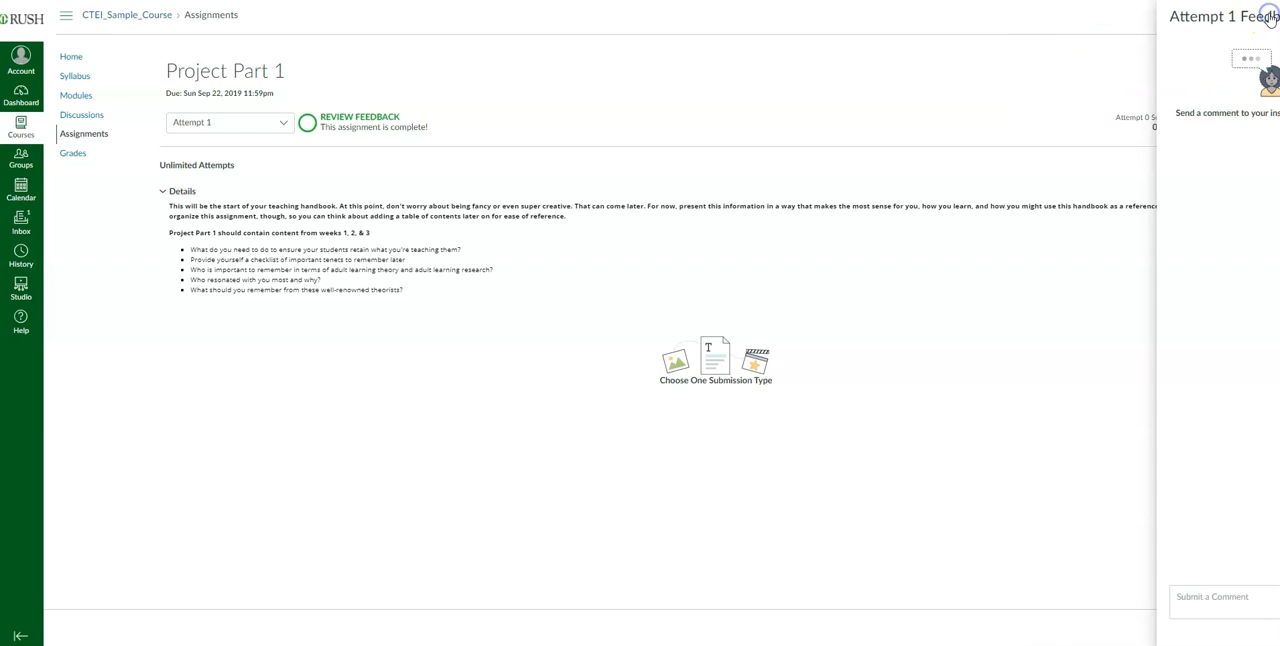 RUSH
CTEI_Sample_Course › Assignments
Attempt 1 Feedb
Account
Dashboard
Courses
Groups
Calendar
1
Inbox
History
Studio
Help
Home
Syllabus
Modules
Discussions
Assignments
Grades
Project Part 1
Due: Sun Sep 22, 2019 11:59pm
Attempt 1
REVIEW FEEDBACK
This assignment is complete!
Attempt 0 S
0
Unlimited Attempts
Details
This will be the start of your teaching handbook. At this point, don't worry about being fancy or even super creative. That can come later. For now, present this information in a way that makes the most sense for you, how you learn, and how you might use this handbook as a reference
organize this assignment, though, so you can think about adding a table of contents later on for ease of reference.
Project Part 1 should contain content from weeks 1, 2, & 3
What do you need to do to ensure your students retain what you're teaching them?
Provide yourself a checklist of important tenets to remember later
Who is important to remember in terms of adult learning theory and adult learning research?
Who resonated with you most and why?
What should you remember from these well-renowned theorists?
T
Choose One Submission Type
Send a comment to your ins
Submit a Comment